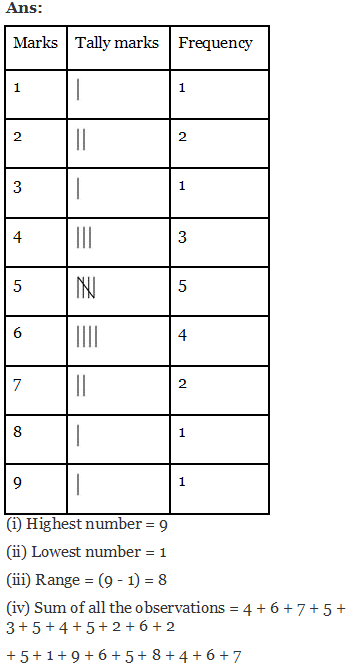 Ans:
Marks Tally marks Frequency
1 | 1
2 || 2
3 | 1
4 ||| 3
5 5
6 |||| 4
7 || 2
8 | 1
9 | 1
(i) Highest number = 9
(ii) Lowest number = 1
(iii) Range = (9 - 1) = 8
(iv) Sum of all the observations = 4 + 6 + 7 + 5 +
3 + 5 + 4 + 5 + 2 + 6 + 2
+ 5 + 1 + 9 + 6 + 5 + 8 + 4 + 6 + 7